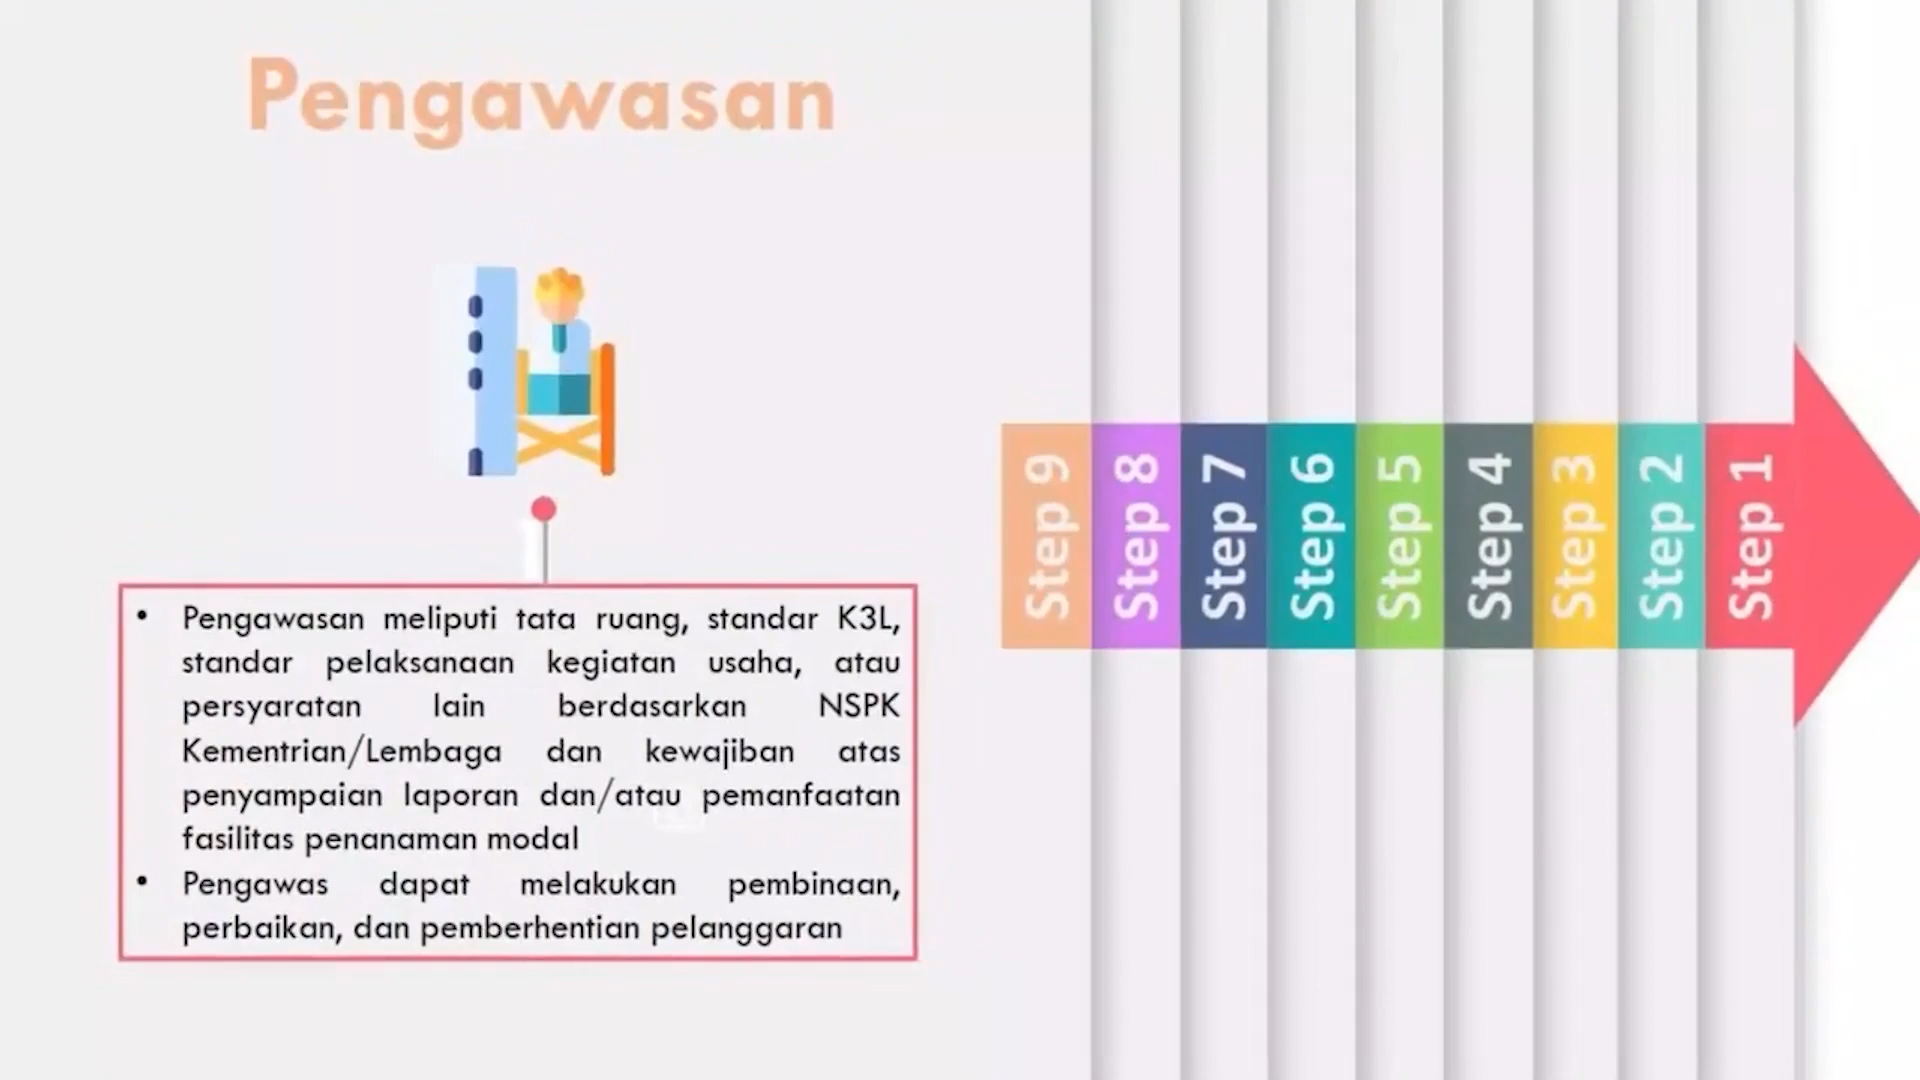 Pengawasan
• Pengawasan meliputi tata ruang, standar K3L,
standar pelaksanaan kegiatan usaha, atau
persyaratan lain berdasarkan NSPK
Kementrian/Lembaga dan kewajiban atas
penyampaian laporan dan/atau pemanfaatan
fasilitas penanaman modal
• Pengawas dapat melakukan pembinaan,
perbaikan, dan pemberhentian pelanggaran
Step 9
Step 8
Step 7
Step 6
Step 5
Step 4
Step 3
Step 2
Step 1